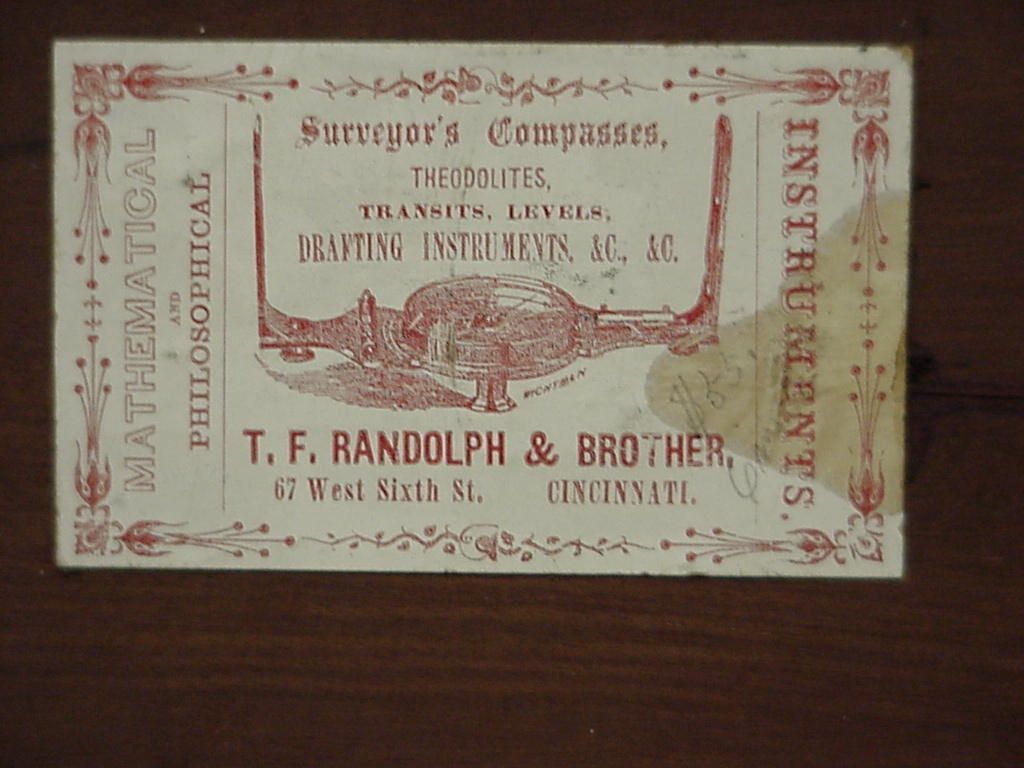 MATHEMATICAL
AND
PHILOSOPHICAL
Surveyor's Compasses,
THEODOLITES,
TRANSITS, LEVELS,
DRAFTING INSTRUMENTS, &C., &C.
T. F. RANDOLPH & BROTHER,
67 West Sixth St. CINCINNATI.
INSTRUMENTS.